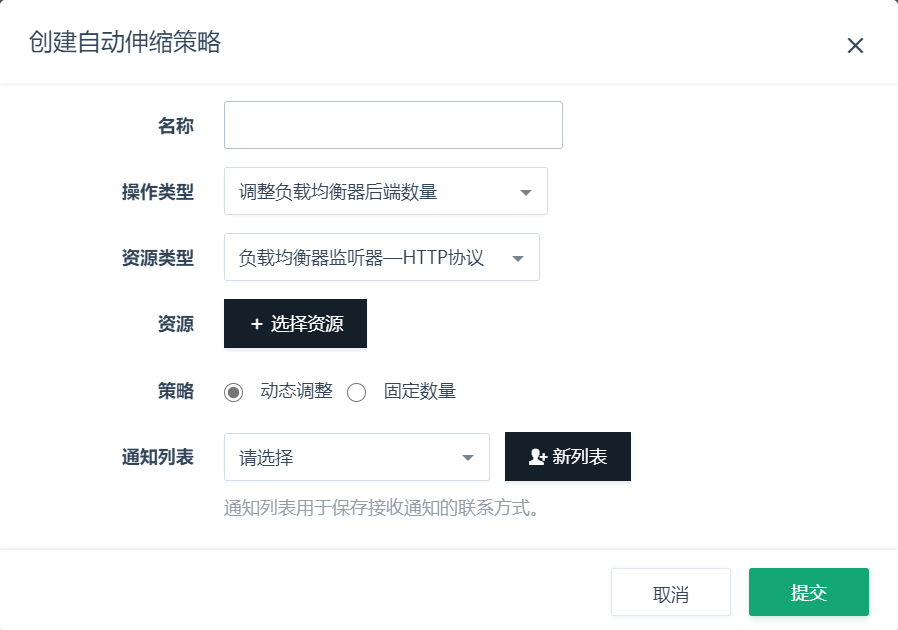 创建自动伸缩策略
名称
操作类型 调整负载均衡器后端数量
资源类型 负载均衡器监听器—HTTP协议
资源 + 选择资源
策略 动态调整 固定数量
通知列表 请选择 新列表
通知列表用于保存接收通知的联系方式。
取消 提交